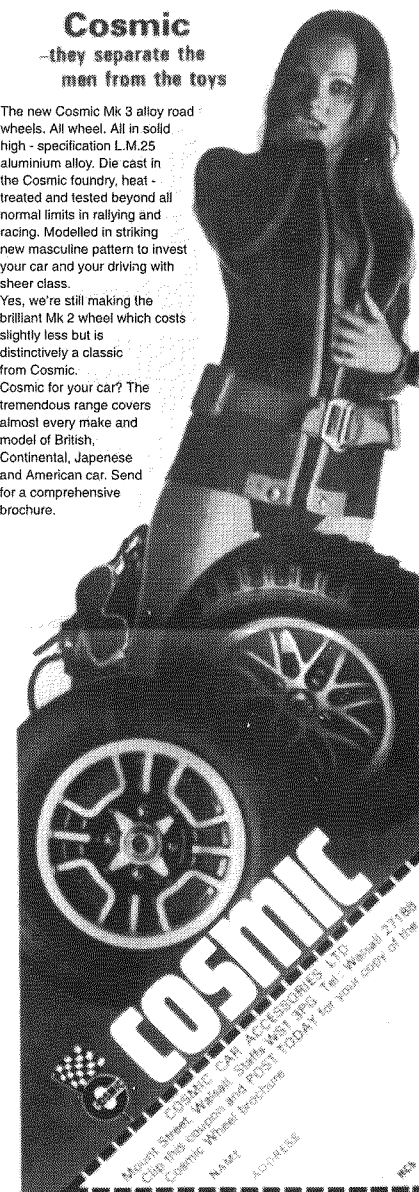 Cosmic
-they separate the
men from the toys
The new Cosmic Mk 3 alloy road
wheels. All wheel. All in solid
high - specification L.M.25
aluminium alloy. Die cast in
the Cosmic foundry, heat -
treated and tested beyond all
normal limits in rallying and
racing. Modelled in striking
new masculine pattern to invest
your car and your driving with
sheer class.
Yes, we're still making the
brilliant Mk 2 wheel which costs
slightly less but is
distinctively a classic
from Cosmic.
Cosmic for your car? The
tremendous range covers
almost every make and
model of British,
Continental, Japenese
and American car. Send
for a comprehensive
brochure.
COSMIC
COSMIC CAR ACCESSORIES LTD
Mount Street, Walsall, Staffs WS1 3PG. Tel: Walsall 27188
Clip this coupon and POST TODAY for your copy of the
Cosmic Wheel brochure
NAME
ADDRESS